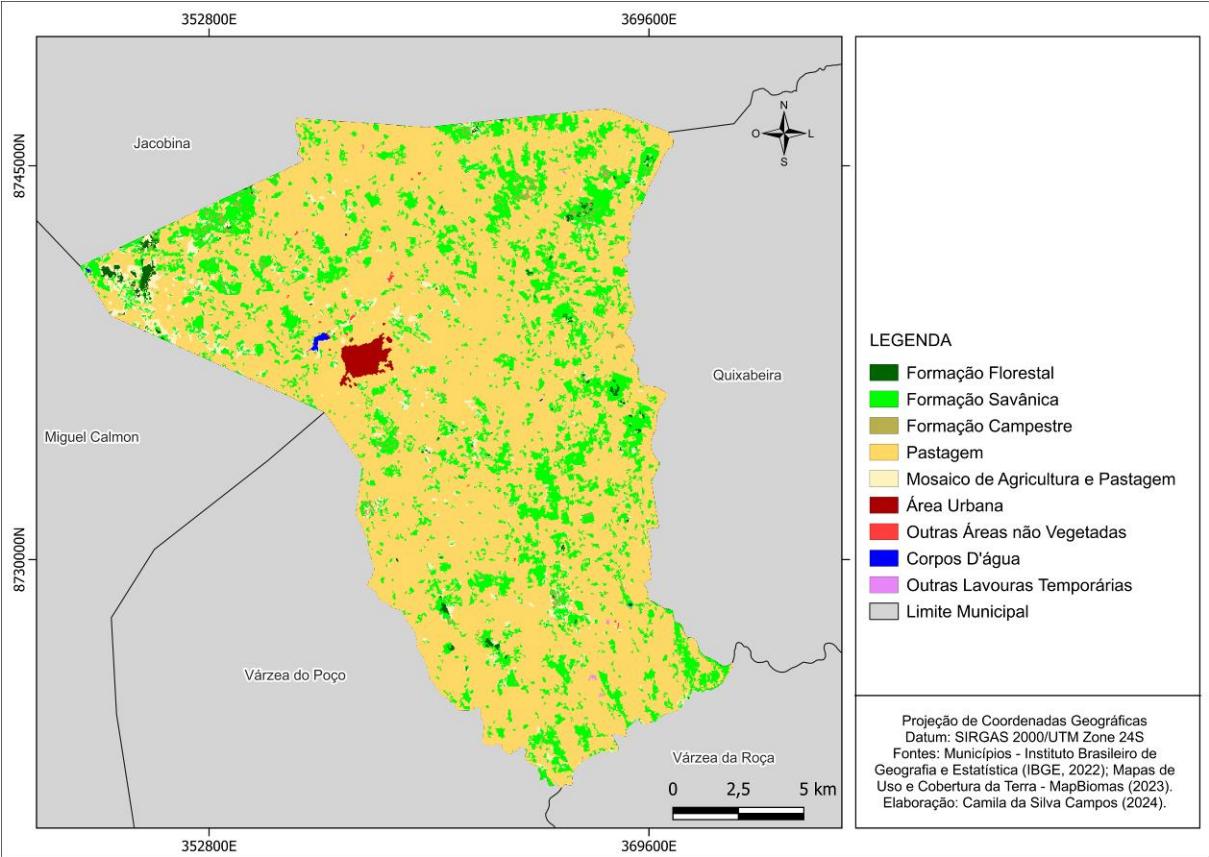 352800E
369600E
8745000N
8730000N
Jacobina
N
O
L
S
Quixabeira
Miguel Calmon
Várzea do Poço
Várzea da Roça
0
2,5
5 km
352800E
369600E
LEGENDA
Formação Florestal
Formação Savânica
Formação Campestre
Pastagem
Mosaico de Agricultura e Pastagem
Área Urbana
Outras Áreas não Vegetadas
Corpos D'água
Outras Lavouras Temporárias
Limite Municipal
Projeção de Coordenadas Geográficas
Datum: SIRGAS 2000/UTM Zone 24S
Fontes: Municípios - Instituto Brasileiro de
Geografia e Estatística (IBGE, 2022); Mapas de
Uso e Cobertura da Terra - MapBiomas (2023).
Elaboração: Camila da Silva Campos (2024).